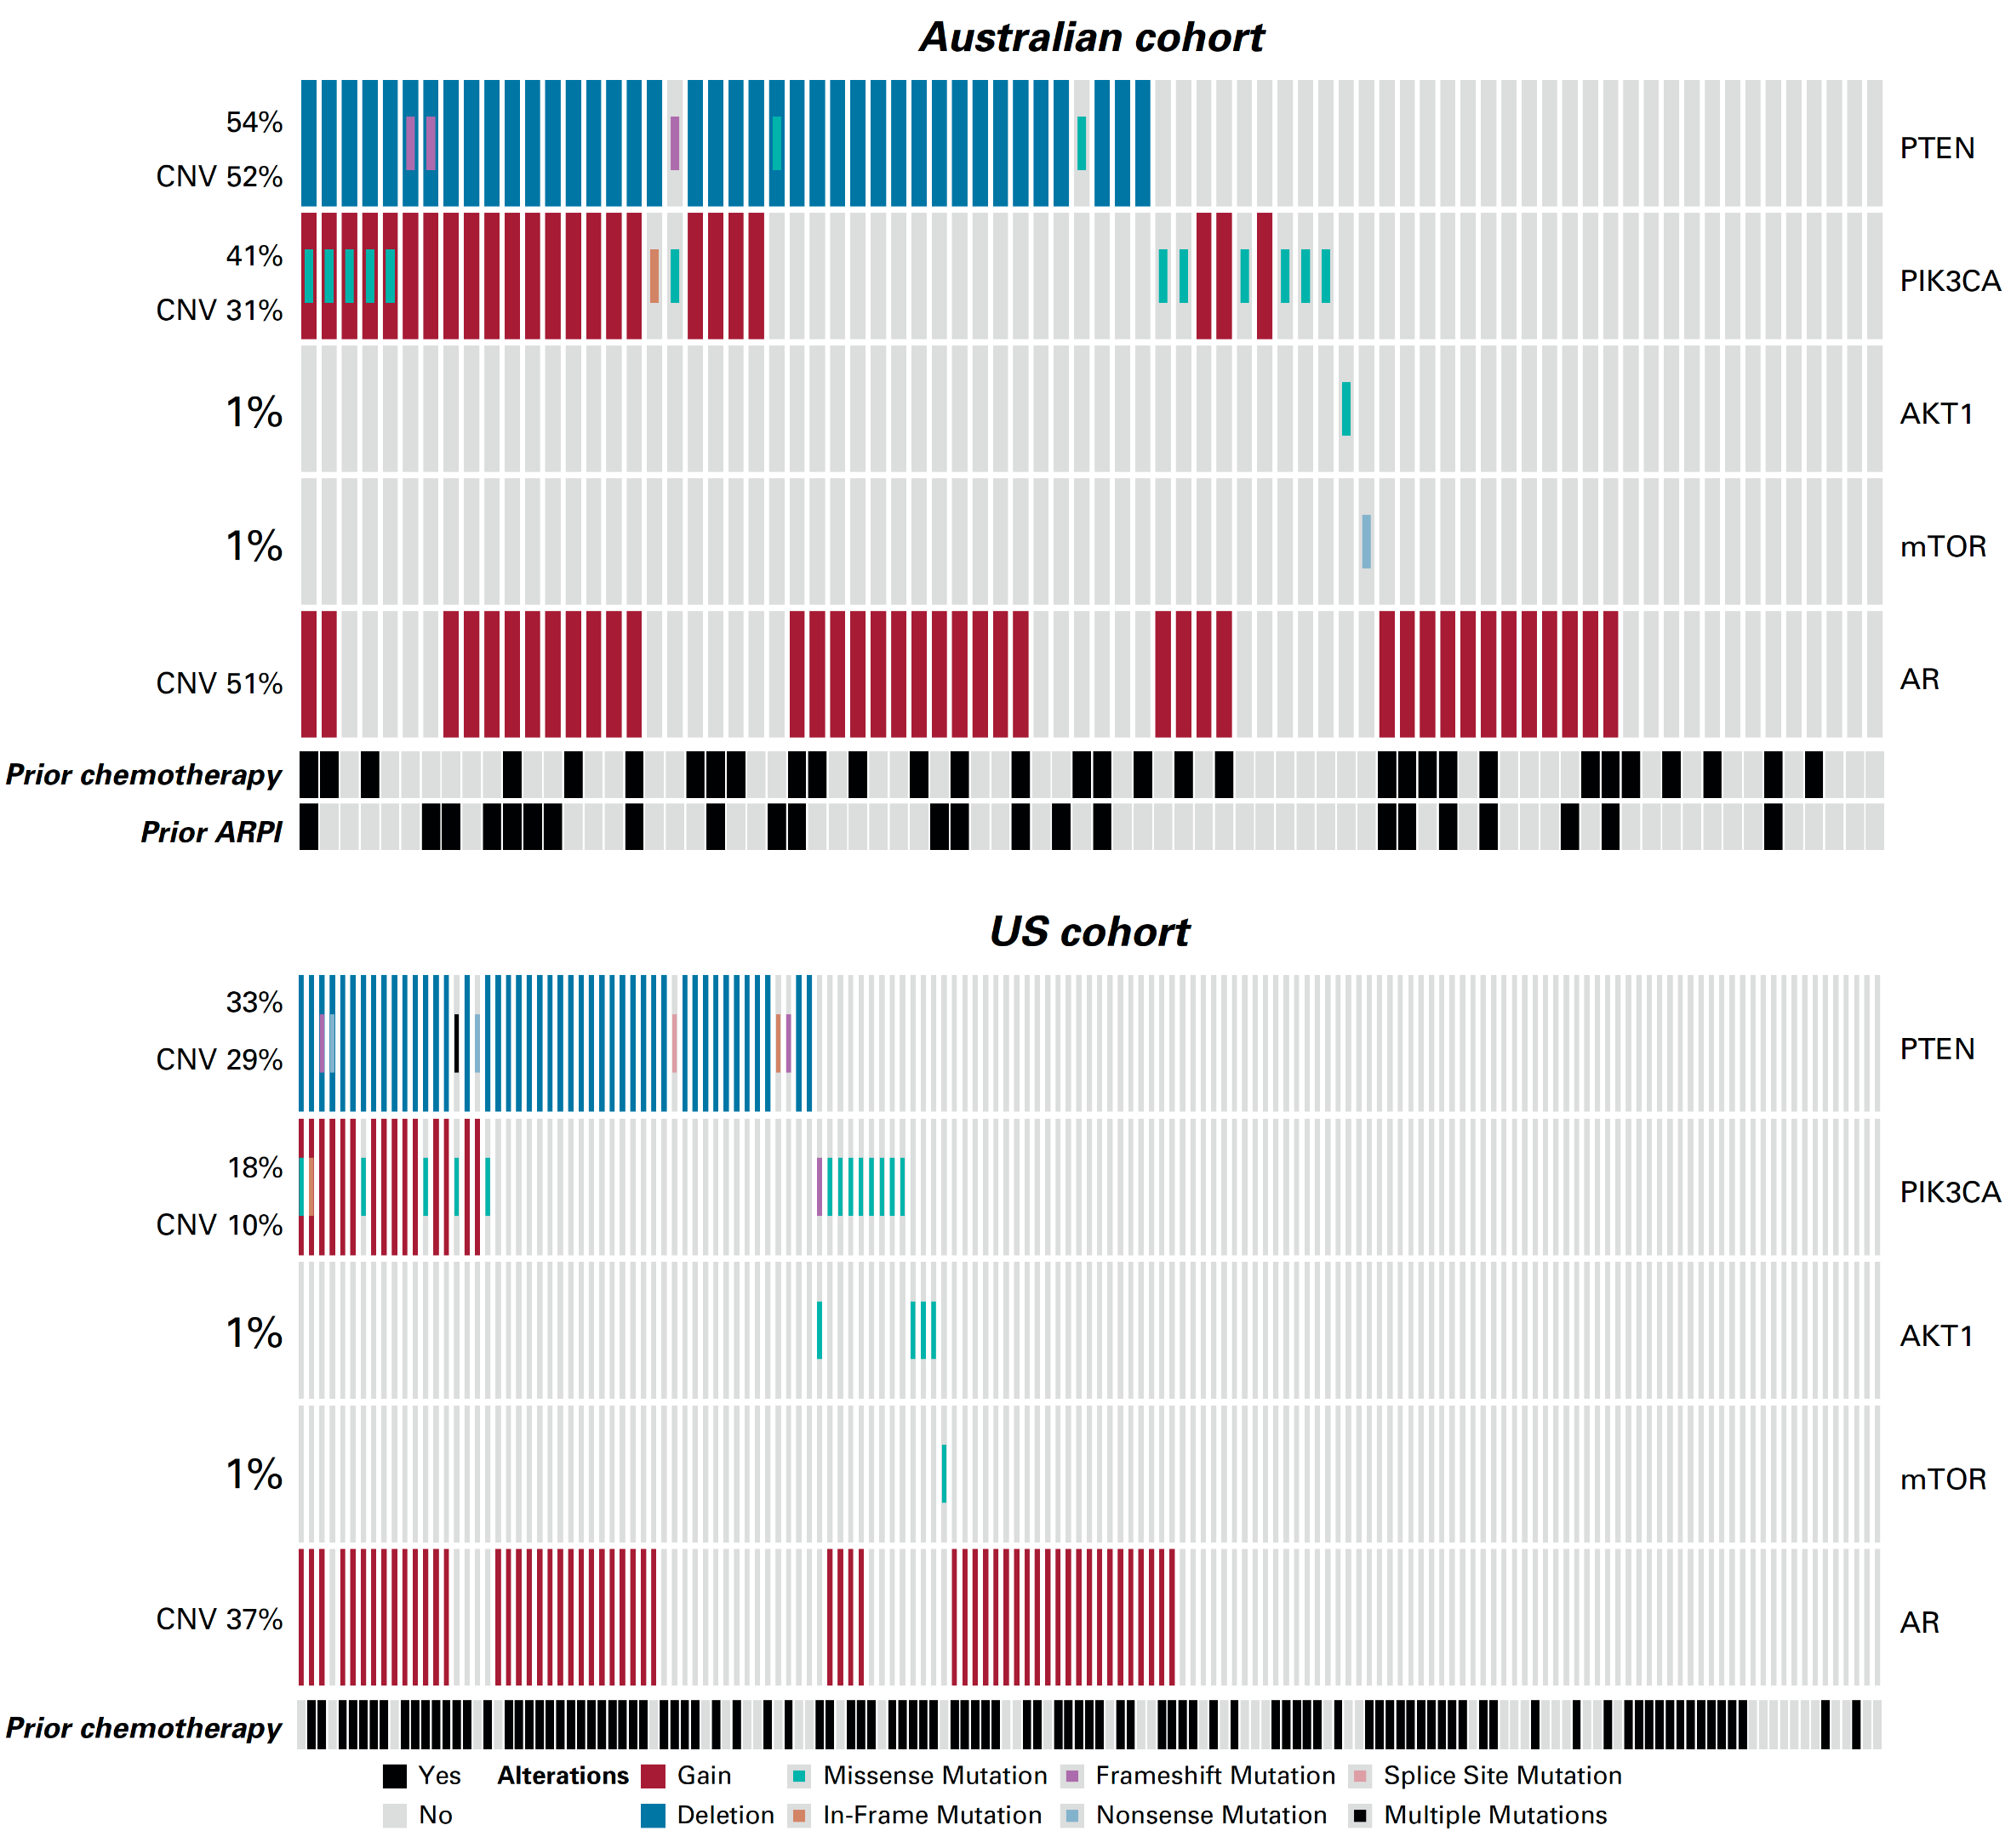 Australian cohort
54%
CNV 52%
PTEN
41%
CNV 31%
PIK3CA
1%
AKT1
1%
mTOR
CNV 51%
AR
Prior chemotherapy
Prior ARPI
US cohort
33%
CNV 29%
PTEN
18%
CNV 10%
PIK3CA
1%
AKT1
1%
mTOR
CNV 37%
AR
Prior chemotherapy
Yes Alterations Gain Missense Mutation Frameshift Mutation Splice Site Mutation
No Deletion In-Frame Mutation Nonsense Mutation Multiple Mutations